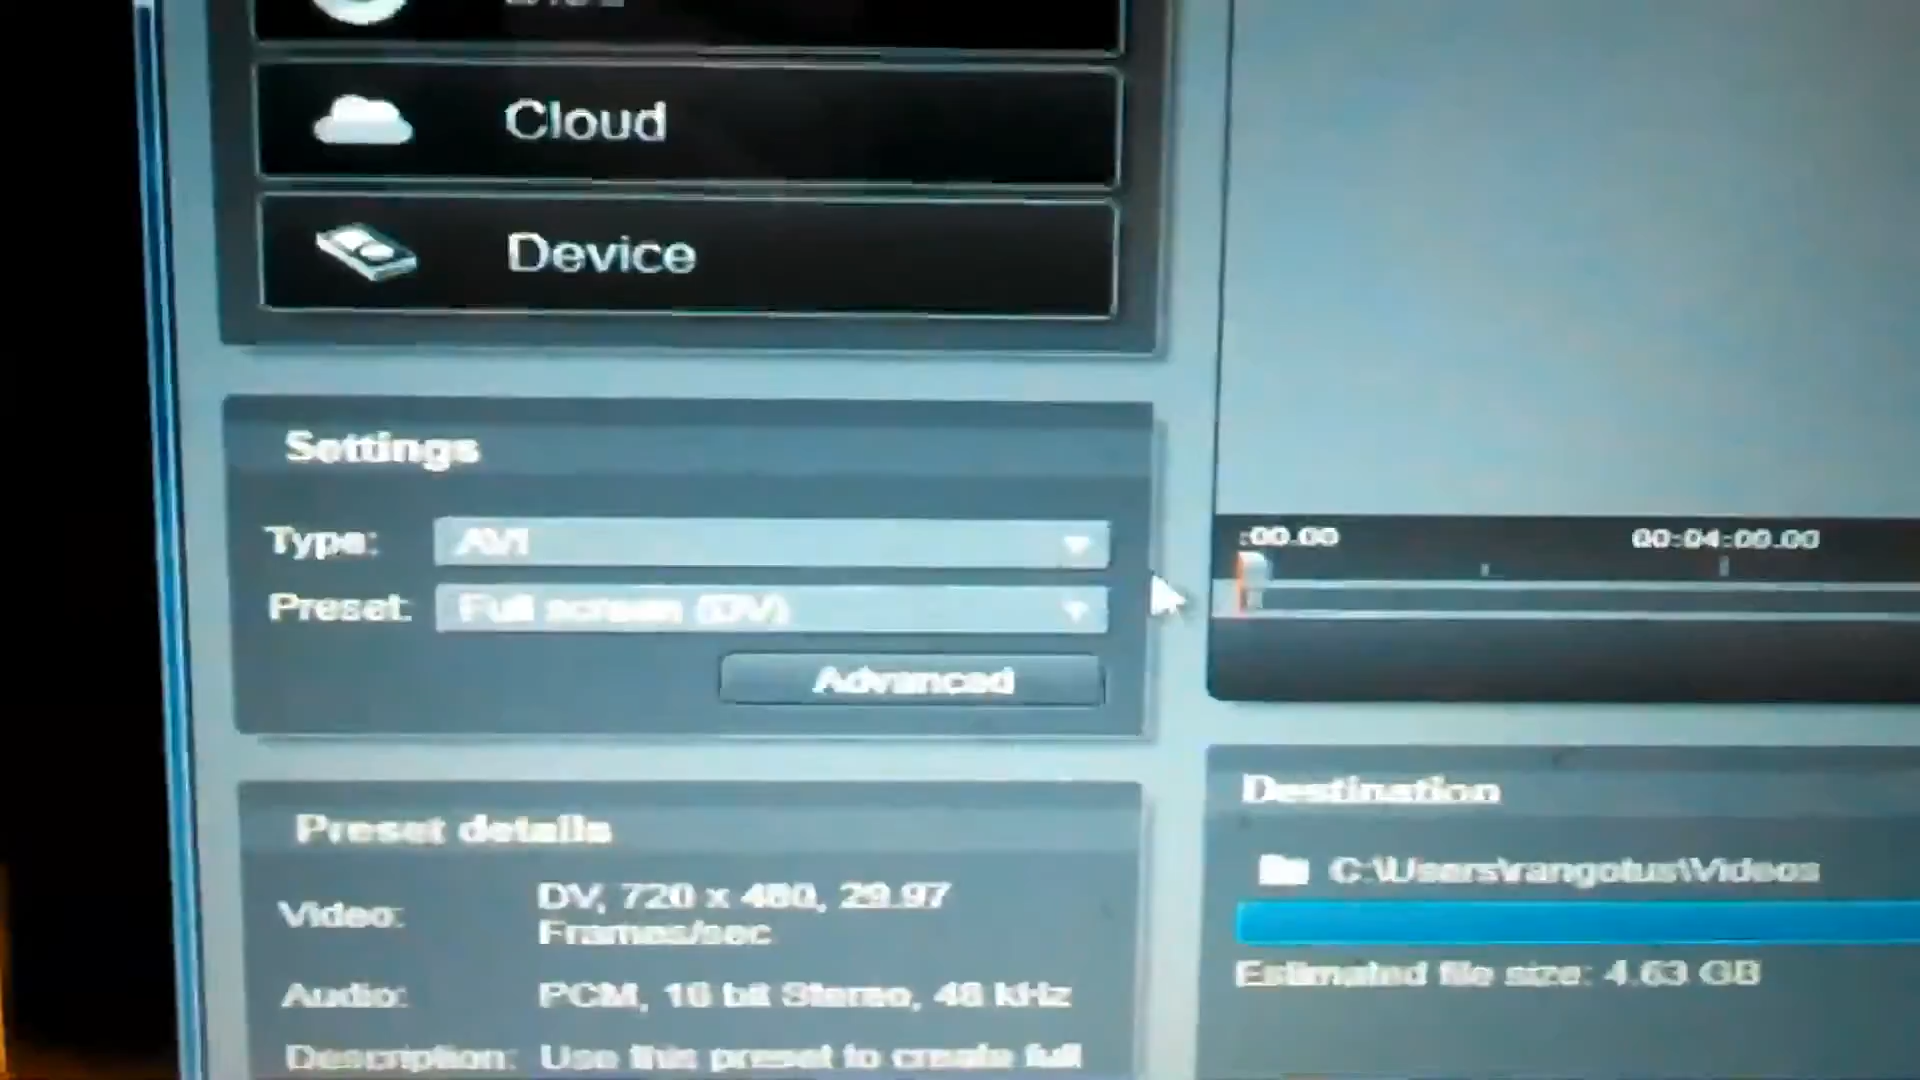 Cloud
Device
Settings
Type: AVI
Preset: Full screen (DV)
Advanced
Preset details
Video: DV, 720 x 480, 29.97
Frames/sec
Audio: PCM, 16 bit Stereo, 48 kHz
Description: Use this preset to create full
:00.00 00:04:00.00
Destination
C:\Users\rangotus\Videos
Estimated file size: 4.63 GB